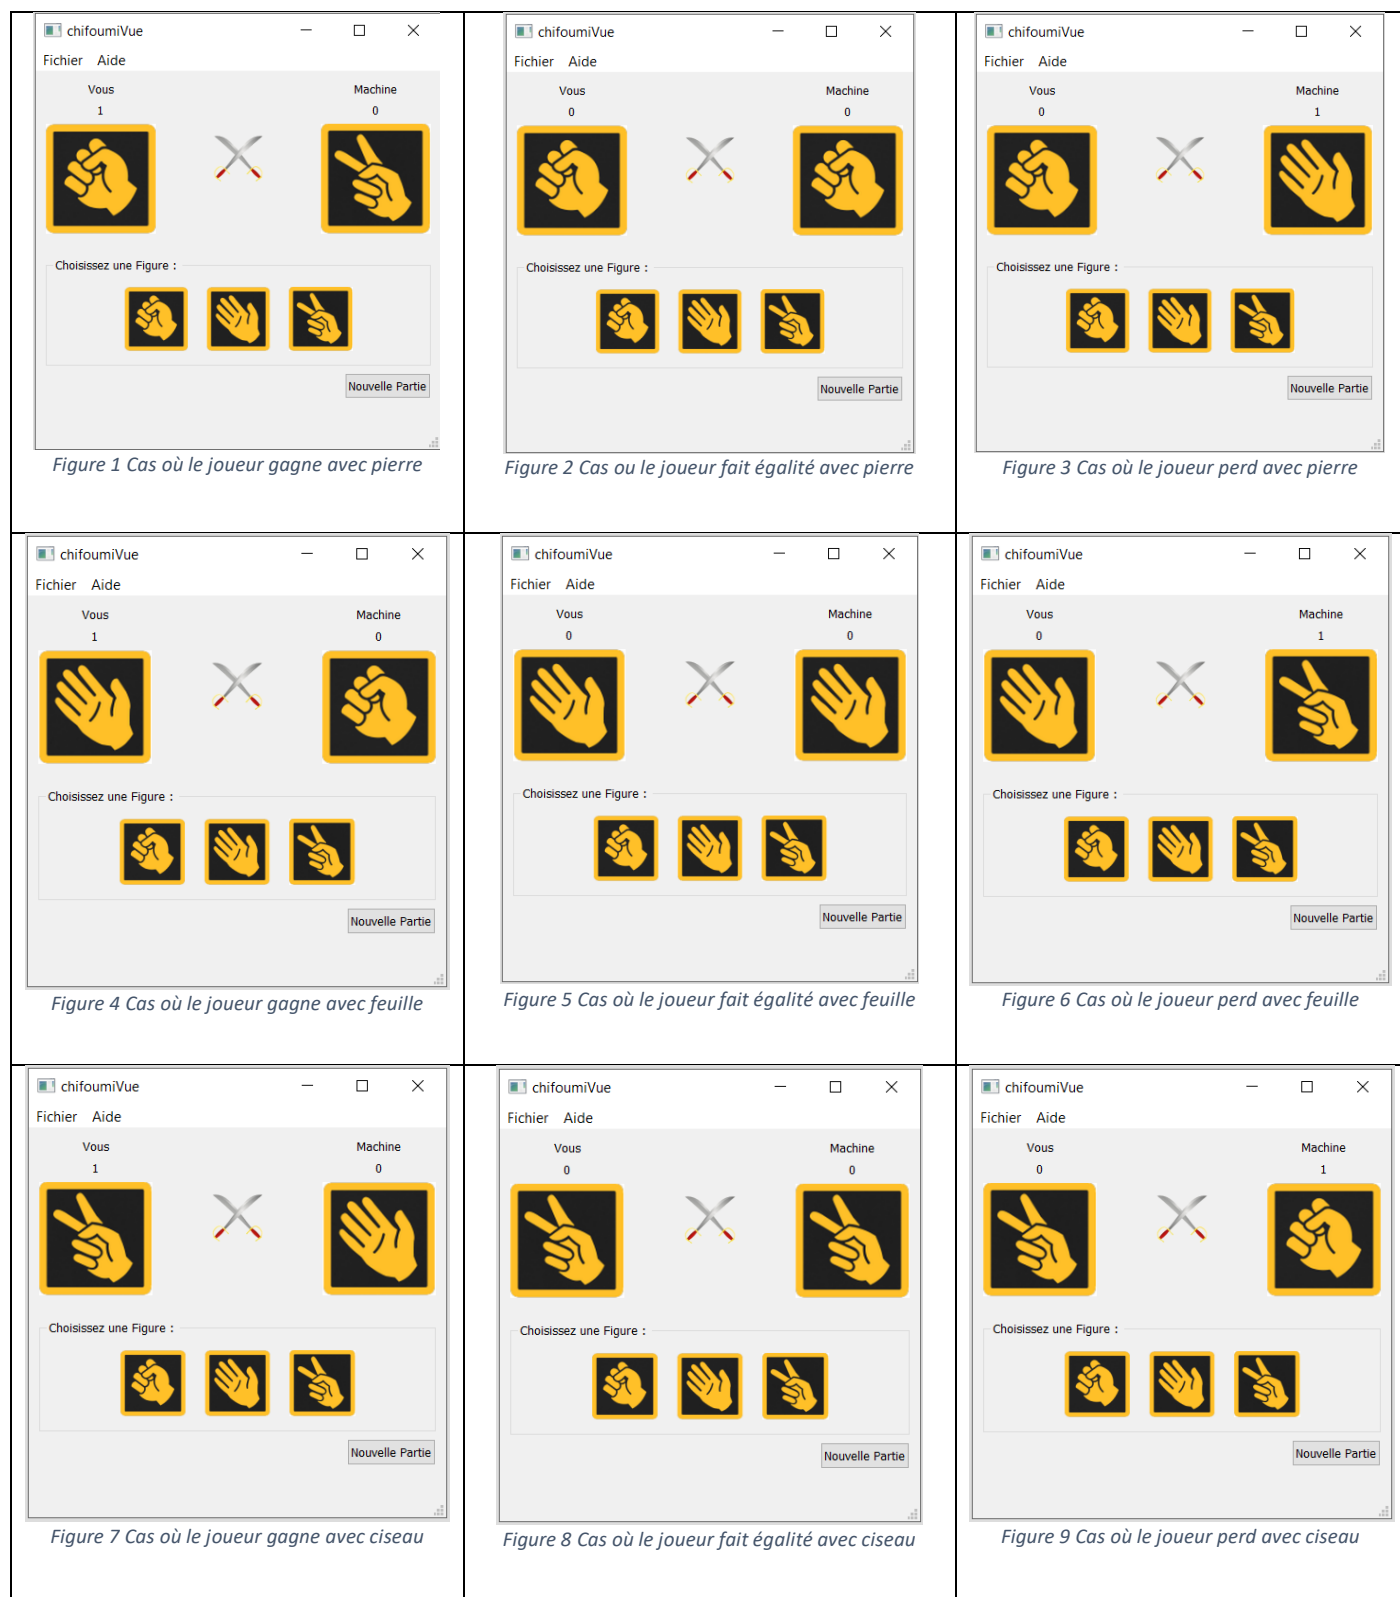 chifoumiVue
Fichier Aide
Vous Machine
1 0
Choisissez une Figure :
Nouvelle Partie
Figure 1 Cas où le joueur gagne avec pierre
chifoumiVue
Fichier Aide
Vous Machine
0 0
Choisissez une Figure :
Nouvelle Partie
Figure 2 Cas ou le joueur fait égalité avec pierre
chifoumiVue
Fichier Aide
Vous Machine
0 1
Choisissez une Figure :
Nouvelle Partie
Figure 3 Cas où le joueur perd avec pierre
chifoumiVue
Fichier Aide
Vous Machine
1 0
Choisissez une Figure :
Nouvelle Partie
Figure 4 Cas où le joueur gagne avec feuille
chifoumiVue
Fichier Aide
Vous Machine
0 0
Choisissez une Figure :
Nouvelle Partie
Figure 5 Cas où le joueur fait égalité avec feuille
chifoumiVue
Fichier Aide
Vous Machine
0 1
Choisissez une Figure :
Nouvelle Partie
Figure 6 Cas où le joueur perd avec feuille
chifoumiVue
Fichier Aide
Vous Machine
1 0
Choisissez une Figure :
Nouvelle Partie
Figure 7 Cas où le joueur gagne avec ciseau
chifoumiVue
Fichier Aide
Vous Machine
0 0
Choisissez une Figure :
Nouvelle Partie
Figure 8 Cas où le joueur fait égalité avec ciseau
chifoumiVue
Fichier Aide
Vous Machine
0 1
Choisissez une Figure :
Nouvelle Partie
Figure 9 Cas où le joueur perd avec ciseau